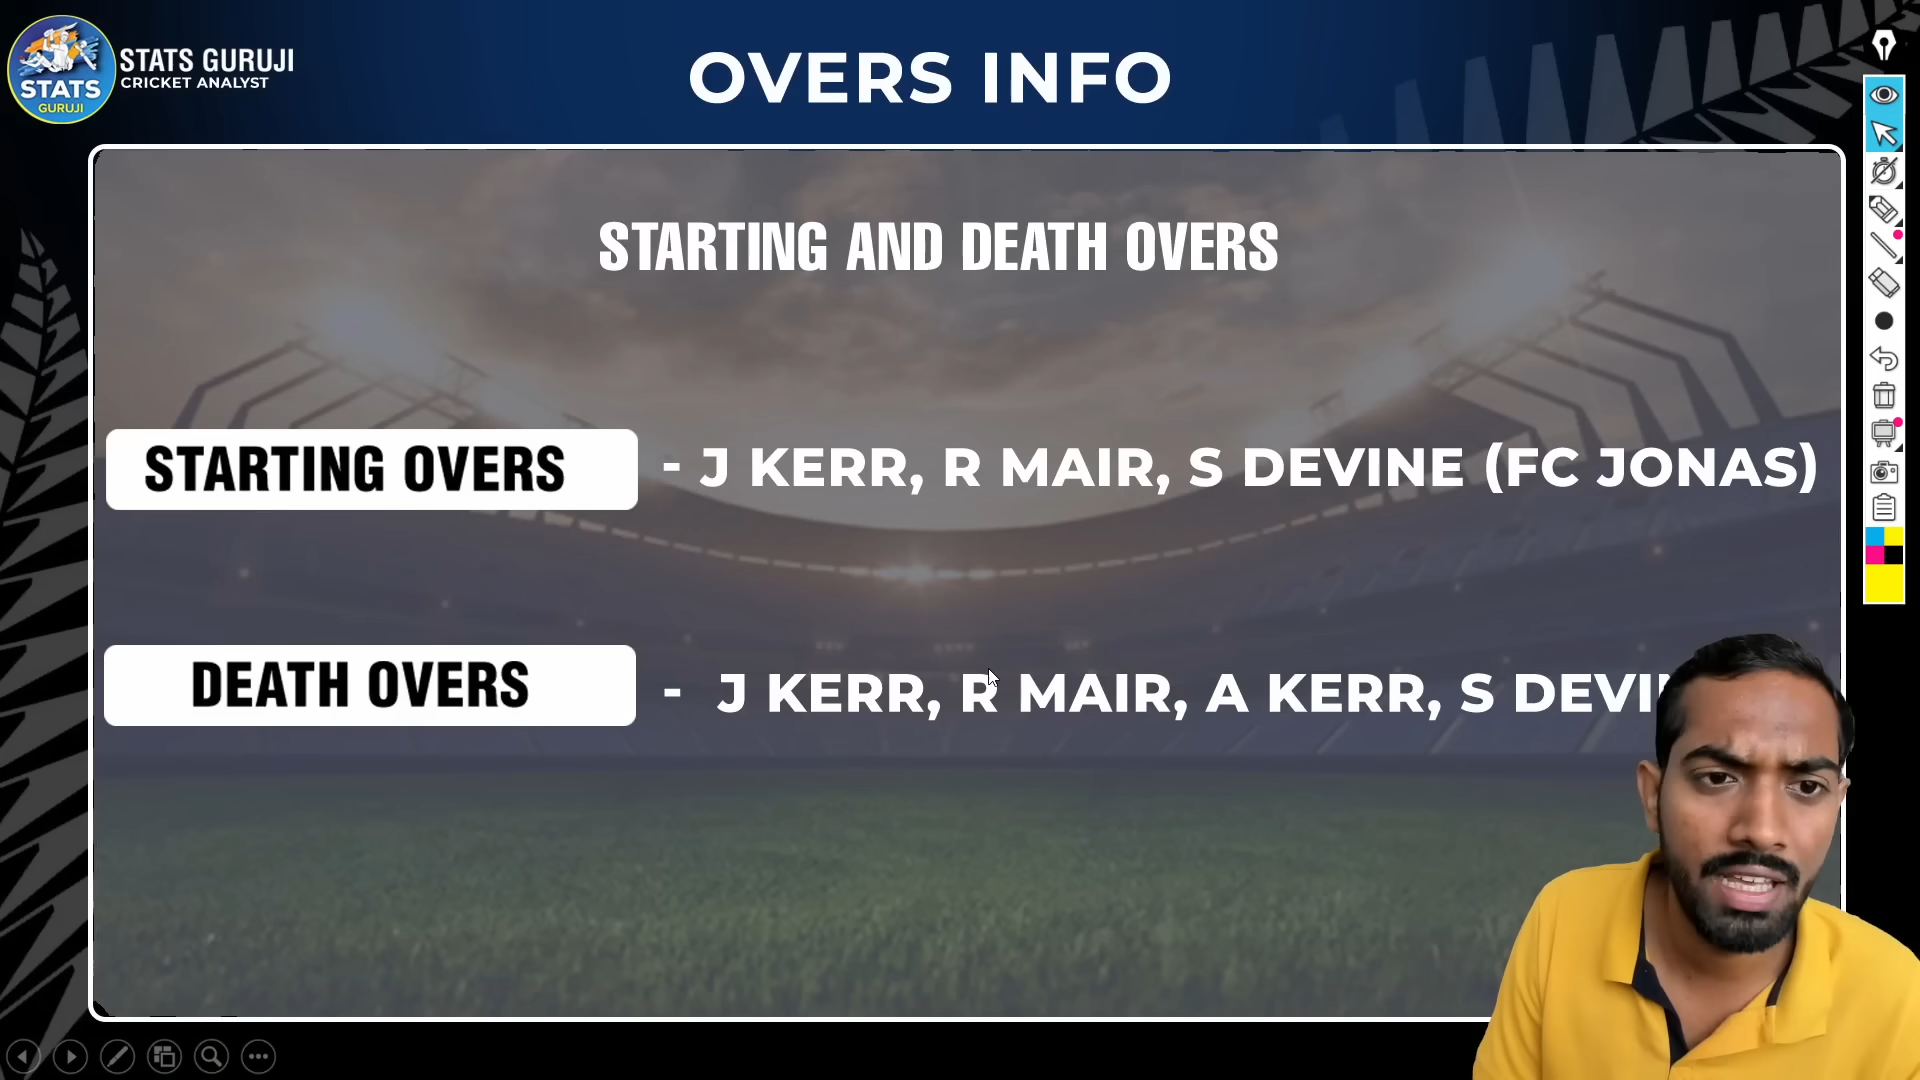 STATS GURUJI
CRICKET ANALYST
STATS
GURUJI
OVERS INFO
STARTING AND DEATH OVERS
STARTING OVERS - J KERR, R MAIR, S DEVINE (FC JONAS)
DEATH OVERS - J KERR, R MAIR, A KERR, S DEVI